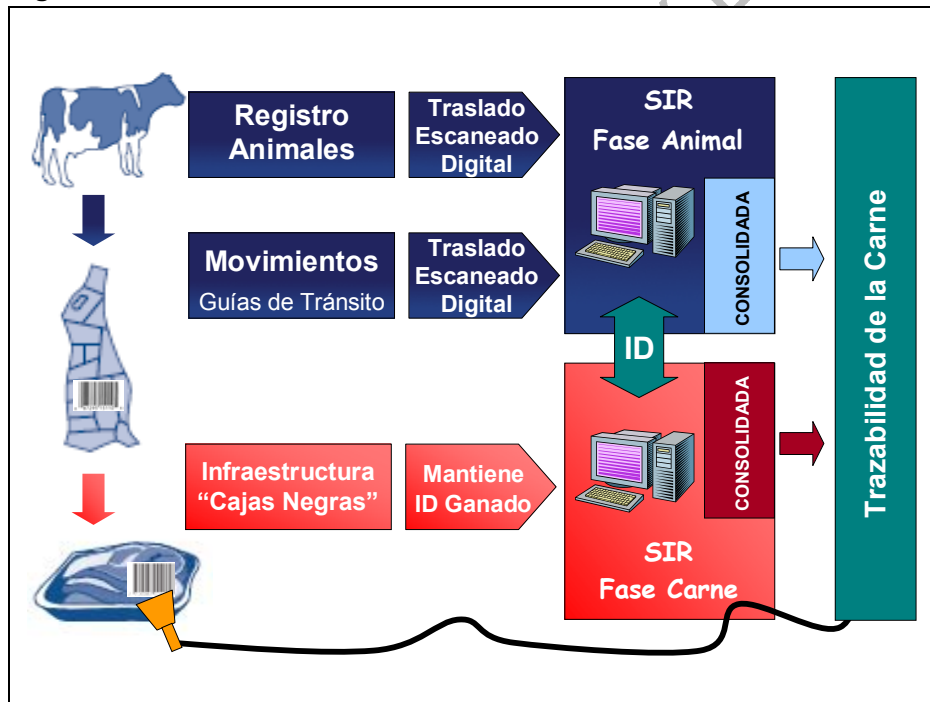 Registro
Animales
Traslado
Escaneado
Digital
SIR
Fase Animal
CONSOLIDADA
Movimientos
Guías de Tránsito
Traslado
Escaneado
Digital
ID
Trazabilidad de la Carne
Infraestructura
“Cajas Negras”
Mantiene
ID Ganado
CONSOLIDADA
SIR
Fase Carne